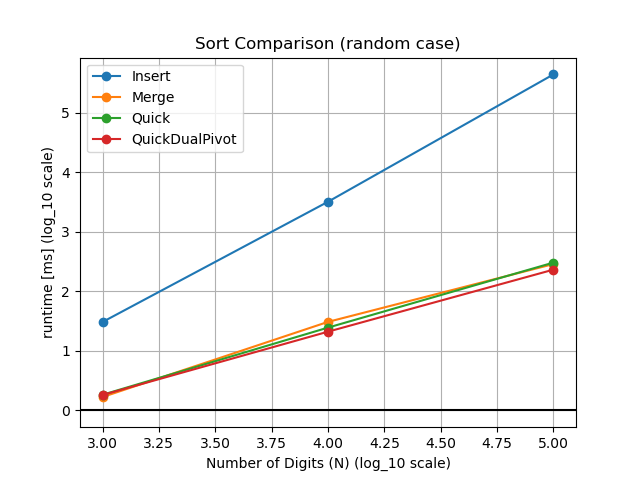 Sort Comparison (random case)
Insert
Merge
Quick
QuickDualPivot
runtime [ms] (log_10 scale)
5
4
3
2
1
0
3.00 3.25 3.50 3.75 4.00 4.25 4.50 4.75 5.00
Number of Digits (N) (log_10 scale)